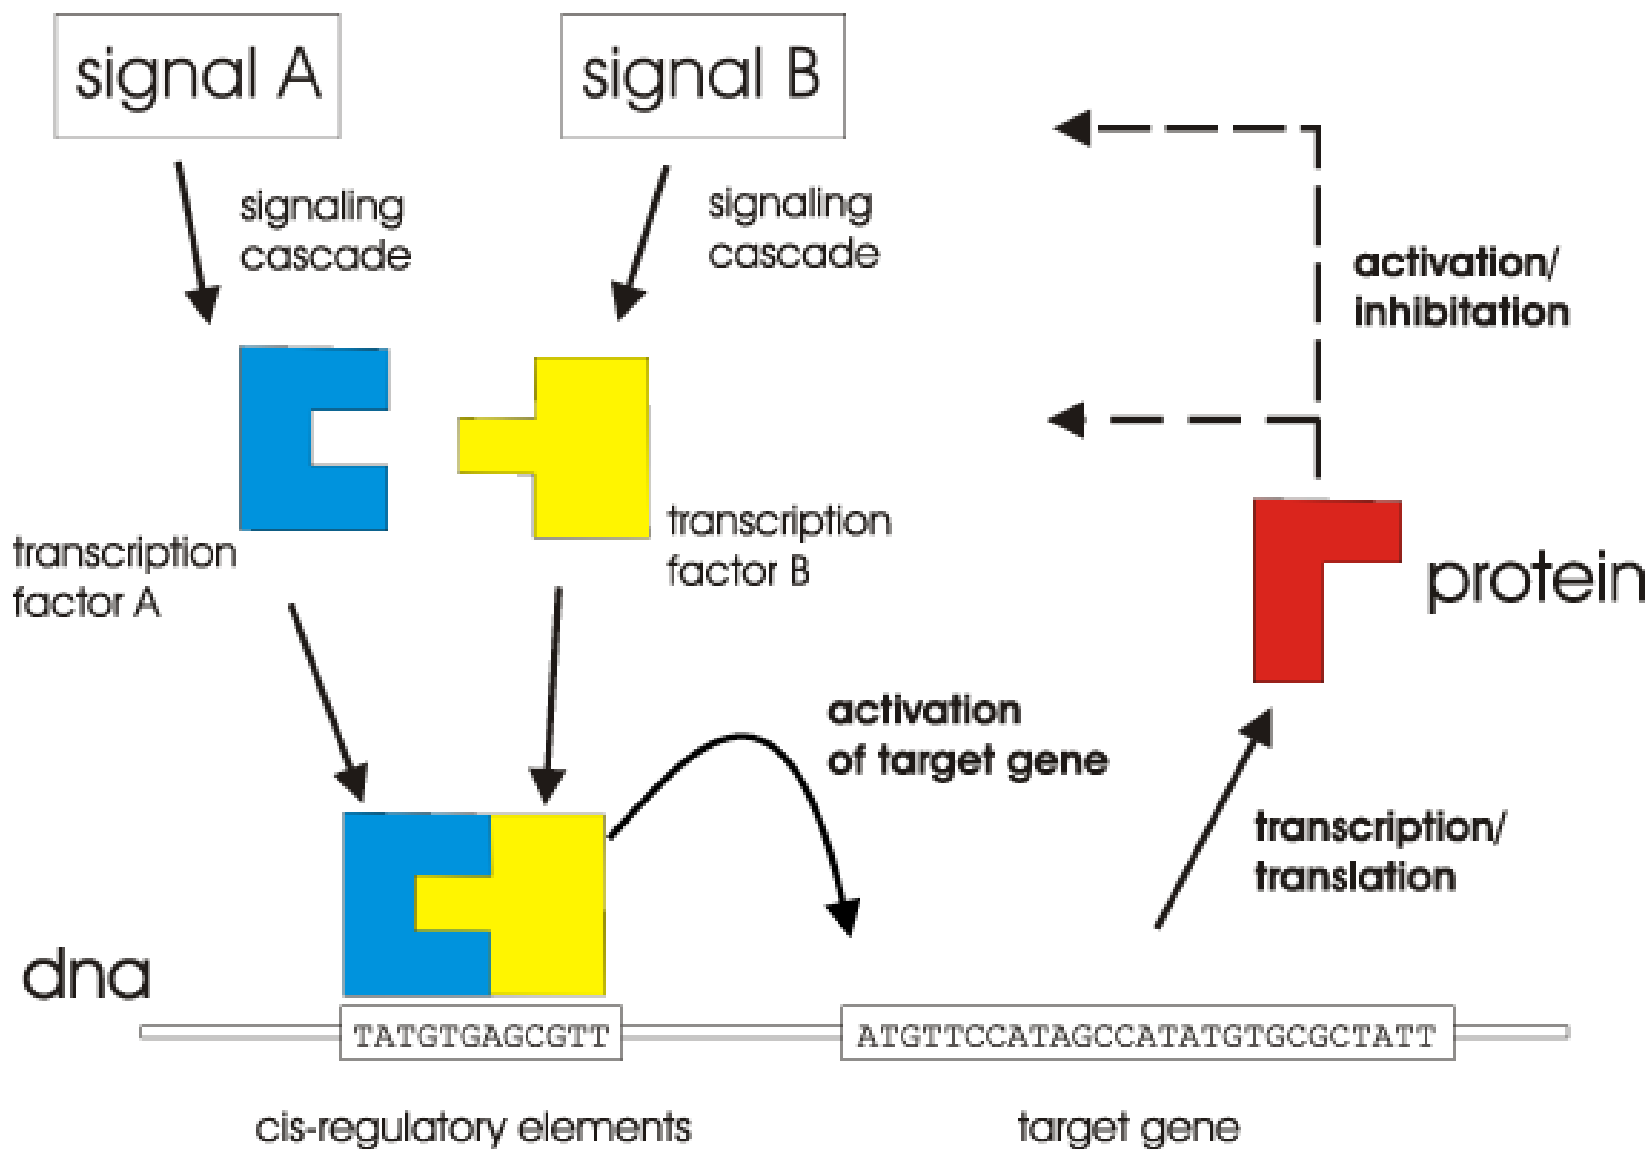 signal A
signal B
signaling
cascade
signaling
cascade
activation/
inhibitation
transcription
factor A
transcription
factor B
protein
activation
of target gene
transcription/
translation
dna
TATGTGAGCGTT
ATGTTCCATAGCCATATGTGCGCTATT
cis-regulatory elements
target gene